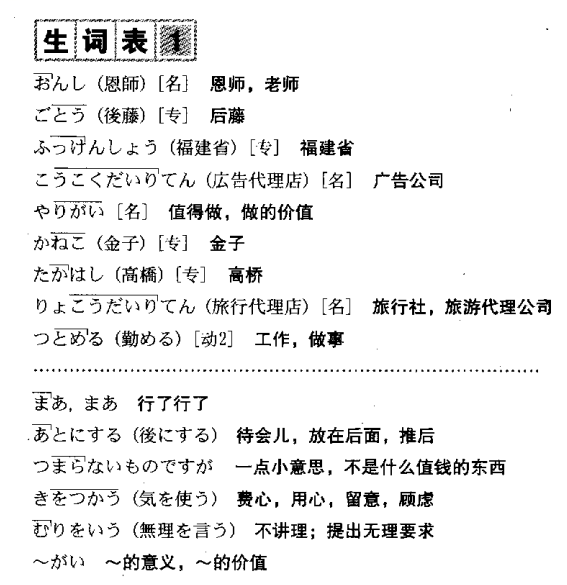 生词表1
おんし（恩師）[名] 恩师，老师
ごとう（後藤）[专] 后藤
ふっけんしょう（福建省）[专] 福建省
こうこくだいりてん（広告代理店）[名] 广告公司
やりがい [名] 值得做，做的价值
かねこ（金子）[专] 金子
たかはし（高橋）[专] 高桥
りょこうだいりてん（旅行代理店）[名] 旅行社，旅游代理公司
つとめる（勤める）[动2] 工作，做事
まあ，まあ 行了行了
あとにする（後にする） 待会儿，放在后面，推后
つまらないものですが 一点小意思，不是什么值钱的东西
きをつかう（気を使う） 费心，用心，留意，顾虑
むりをいう（無理を言う） 不讲理；提出无理要求
～がい ～的意义，～的价值